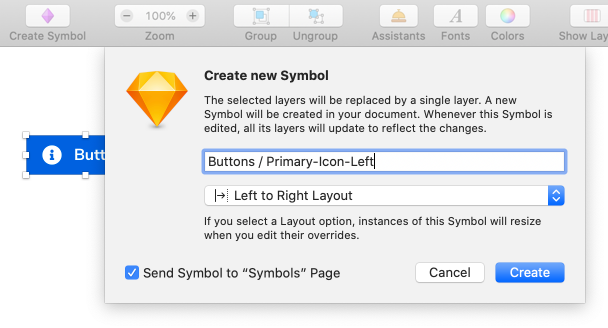 100%
Create Symbol
Zoom
Group
Ungroup
Assistants
Fonts
Colors
Show Lay
Create new Symbol
The selected layers will be replaced by a single layer. A new
Symbol will be created in your document. Whenever this Symbol is
edited, all its layers will update to reflect the changes.
Butt
Buttons / Primary-Icon-Left
Left to Right Layout
If you select a Layout option, instances of this Symbol will resize
when you edit their overrides.
Send Symbol to “Symbols” Page
Cancel
Create